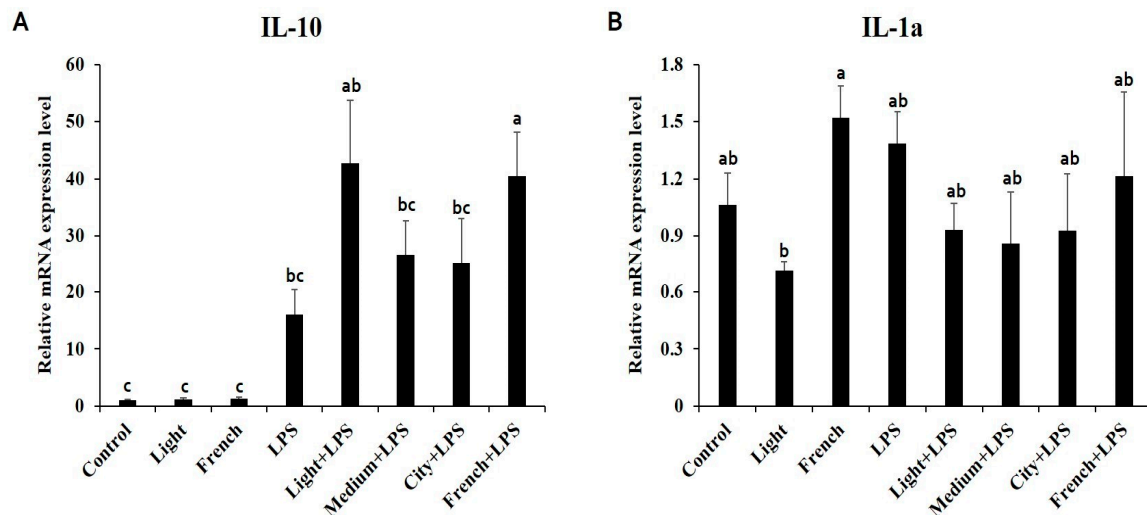 A
IL-10
Relative mRNA expression level
60
50
40
30
20
10
0
c
c
c
bc
ab
bc
bc
a
Control
Light
French
LPS
Light+LPS
Medium+LPS
City+LPS
French+LPS
B
IL-1a
Relative mRNA expression level
1.8
1.5
1.2
0.9
0.6
0.3
0
ab
b
a
ab
ab
ab
ab
ab
Control
Light
French
LPS
Light+LPS
Medium+LPS
City+LPS
French+LPS